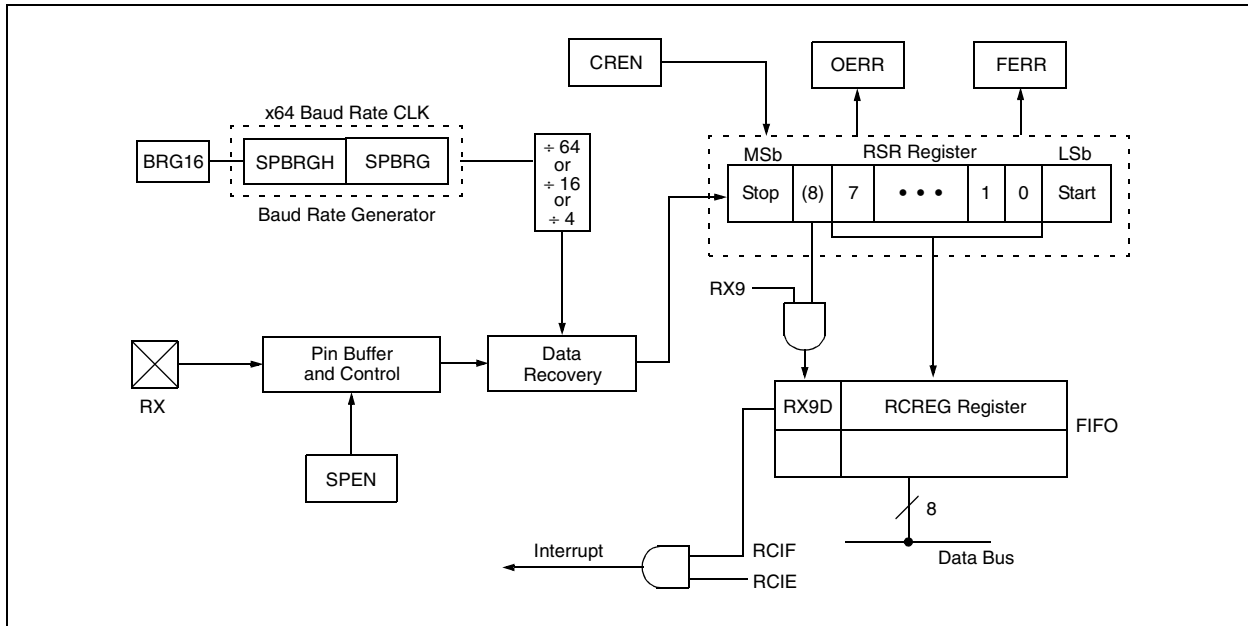 CREN
OERR
FERR
x64 Baud Rate CLK
BRG16
SPBRGH
SPBRG
Baud Rate Generator
÷ 64
or
÷ 16
or
÷ 4
MSb
RSR Register
LSb
Stop
(8)
7
• • •
1
0
Start
RX9
RX
Pin Buffer
and Control
Data
Recovery
SPEN
RX9D
RCREG Register
FIFO
8
Data Bus
Interrupt
RCIF
RCIE